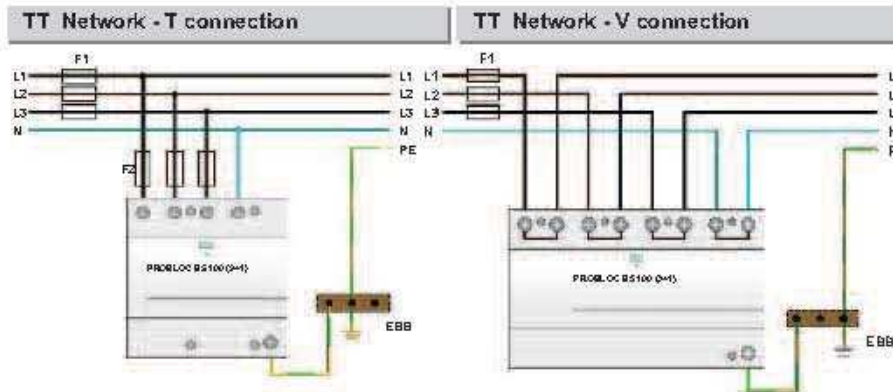 TT Network - T connection
F1
L1 L1
L2 L2
L3 L3
N N
PE
F2
PROBLOC BS100 (3+1)
EBB
TT Network - V connection
F1
L1
L2
L3
N
PROBLOC BS100 (3+1)
EBB